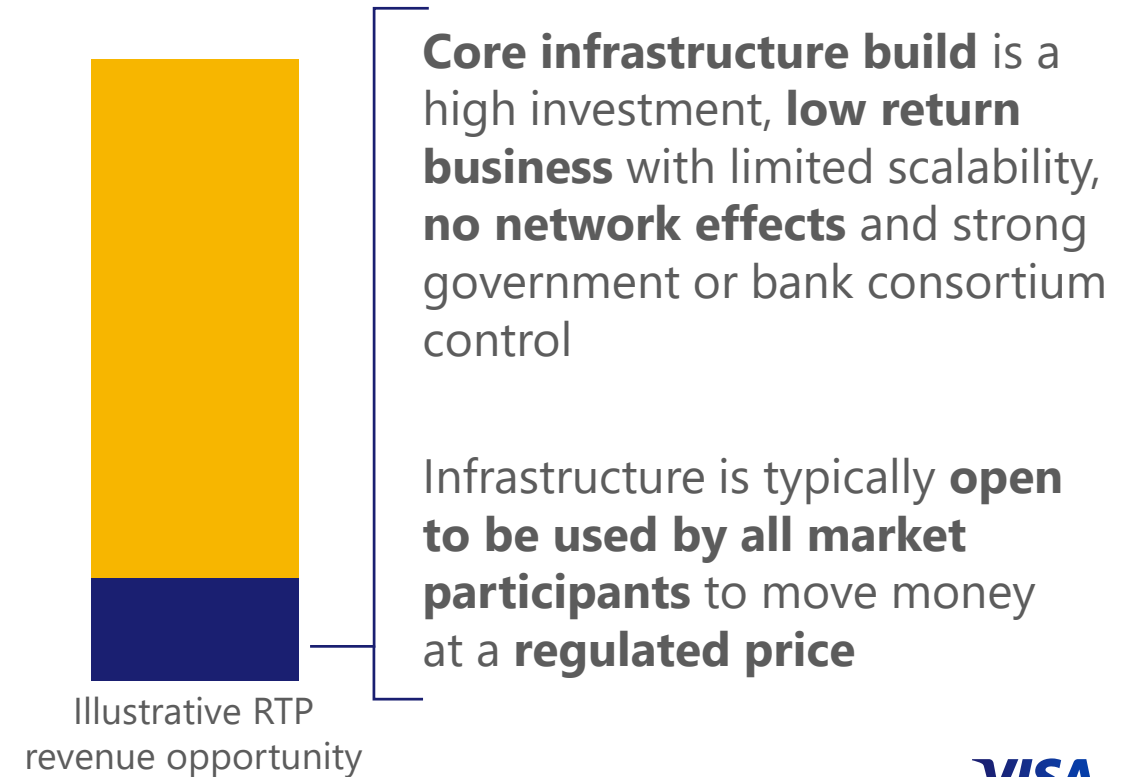 Core infrastructure build is a
high investment, low return
business with limited scalability,
no network effects and strong
government or bank consortium
control
Infrastructure is typically open
to be used by all market
participants to move money
at a regulated price
Illustrative RTP
revenue opportunity
VISA